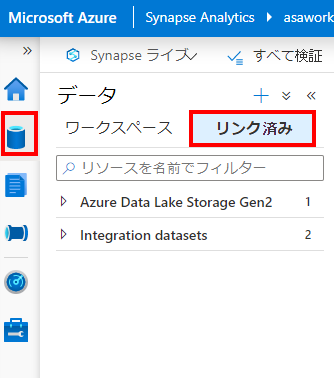 Microsoft Azure Synapse Analytics asawork
Synapse ライブ すべて検証
データ
ワークスペース リンク済み
リソースを名前でフィルター
Azure Data Lake Storage Gen2 1
Integration datasets 2